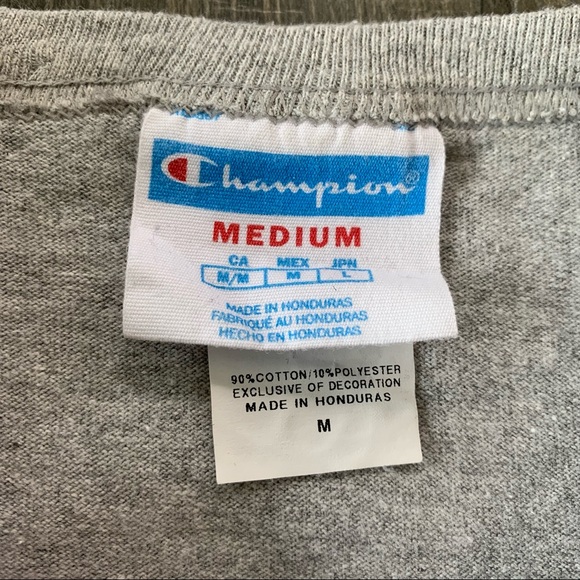 Champion®
MEDIUM
CA MEX JPN
M/M M L
MADE IN HONDURAS
FABRIQUÉ AU HONDURAS
HECHO EN HONDURAS
90%COTTON/10%POLYESTER
EXCLUSIVE OF DECORATION
MADE IN HONDURAS
M